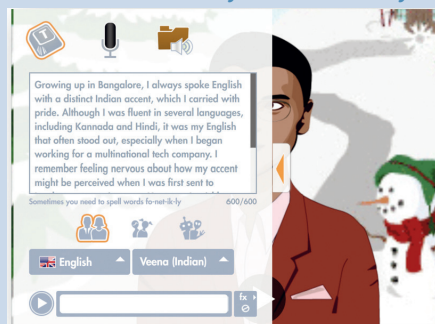 T
Growing up in Bangalore, I always spoke English
with a distinct Indian accent, which I carried with
pride. Although I was fluent in several languages,
including Kannada and Hindi, it was my English
that often stood out, especially when I began
working for a multinational tech company. I
remember feeling nervous about how my accent
might be perceived when I was first sent to
Sometimes you need to spell words fo-net-ik-ly 600/600
English Veena (Indian)
fx